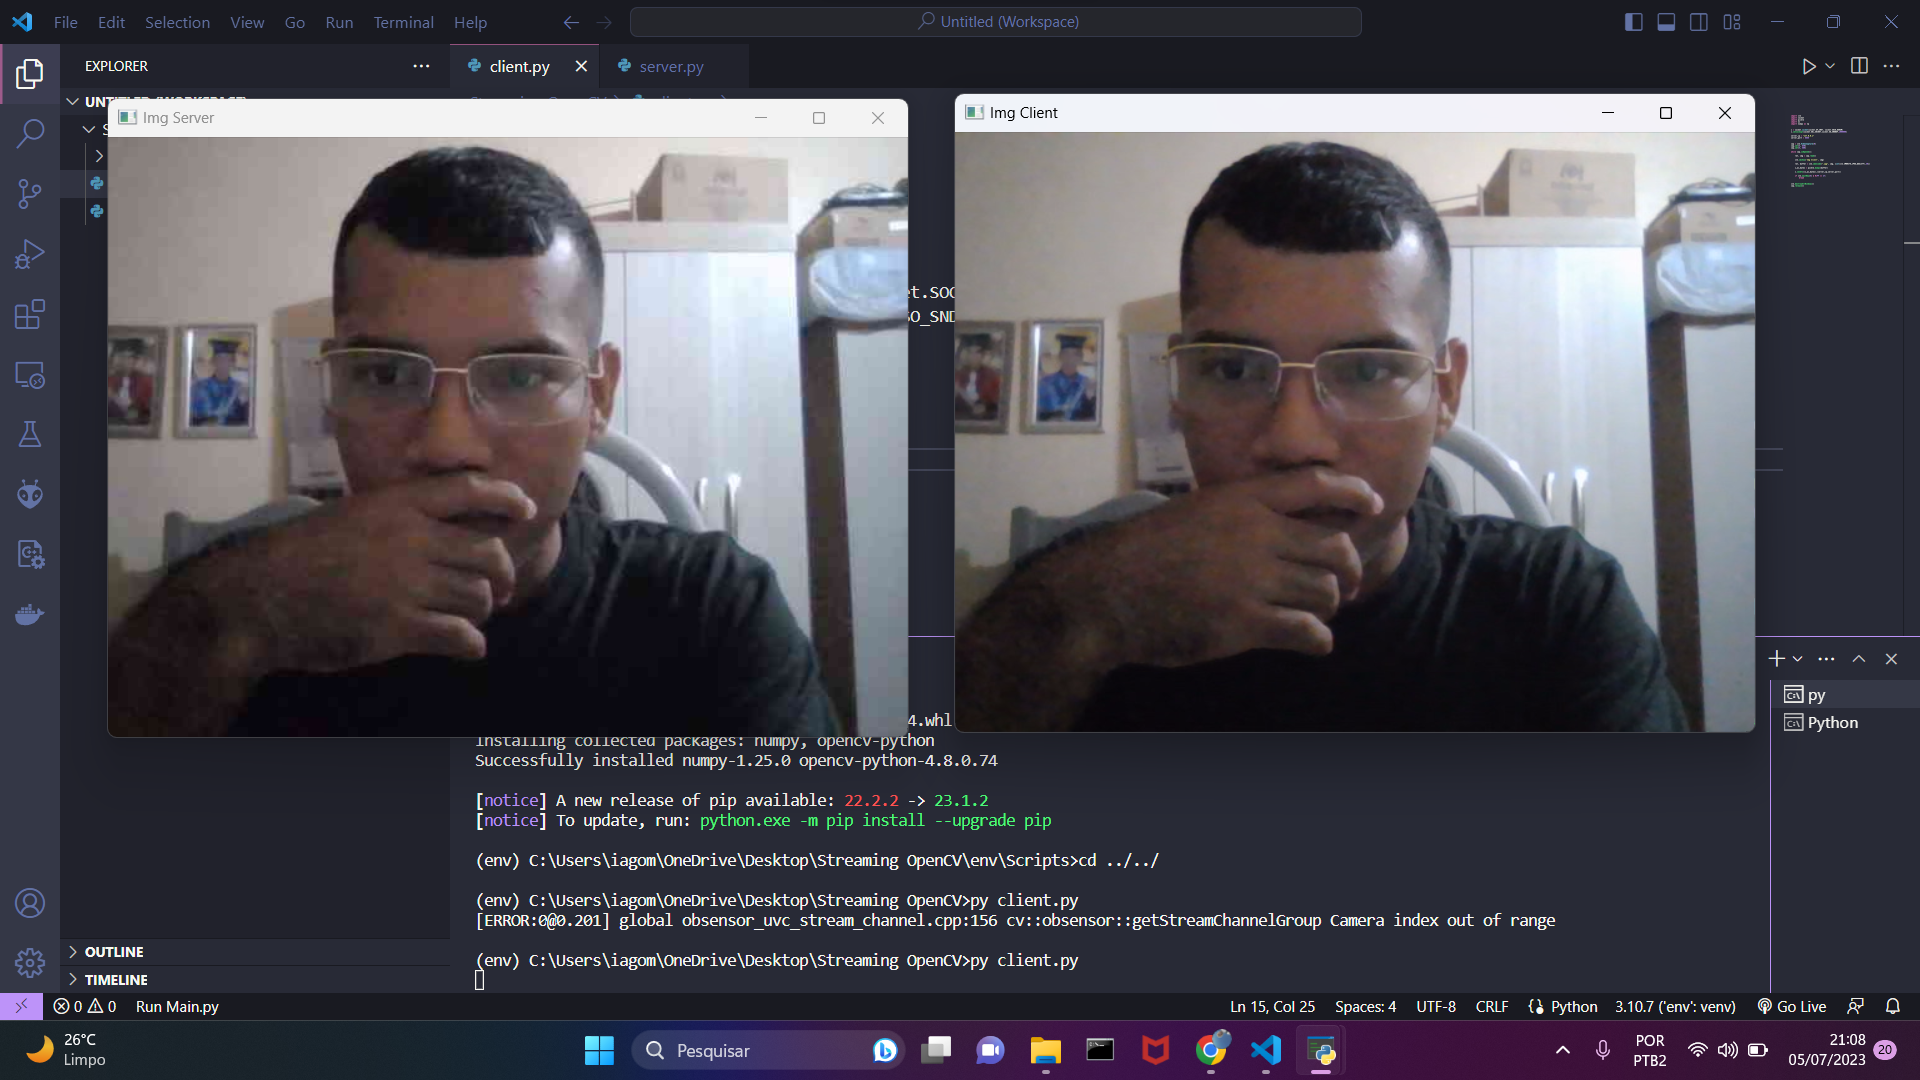 File Edit Selection View Go Run Terminal Help
Untitled (Workspace)
EXPLORER
client.py
server.py
Img Server
Img Client
et.SOC
SO_SND
4.whl
Installing collected packages: numpy, opencv-python
Successfully installed numpy-1.25.0 opencv-python-4.8.0.74
[notice] A new release of pip available: 22.2.2 -> 23.1.2
[notice] To update, run: python.exe -m pip install --upgrade pip
(env) C:\Users\iagom\OneDrive\Desktop\Streaming OpenCV\env\Scripts>cd ../../
(env) C:\Users\iagom\OneDrive\Desktop\Streaming OpenCV>py client.py
[ERROR:0@0.201] global obsensor_uvc_stream_channel.cpp:156 cv::obsensor::getStreamChannelGroup Camera index out of range
(env) C:\Users\iagom\OneDrive\Desktop\Streaming OpenCV>py client.py
py
Python
OUTLINE
TIMELINE
0 0 Run Main.py
Ln 15, Col 25 Spaces: 4 UTF-8 CRLF Python 3.10.7 ('env': venv) Go Live
26°C
Limpo
Pesquisar
POR
PTB2
21:08
05/07/2023
20